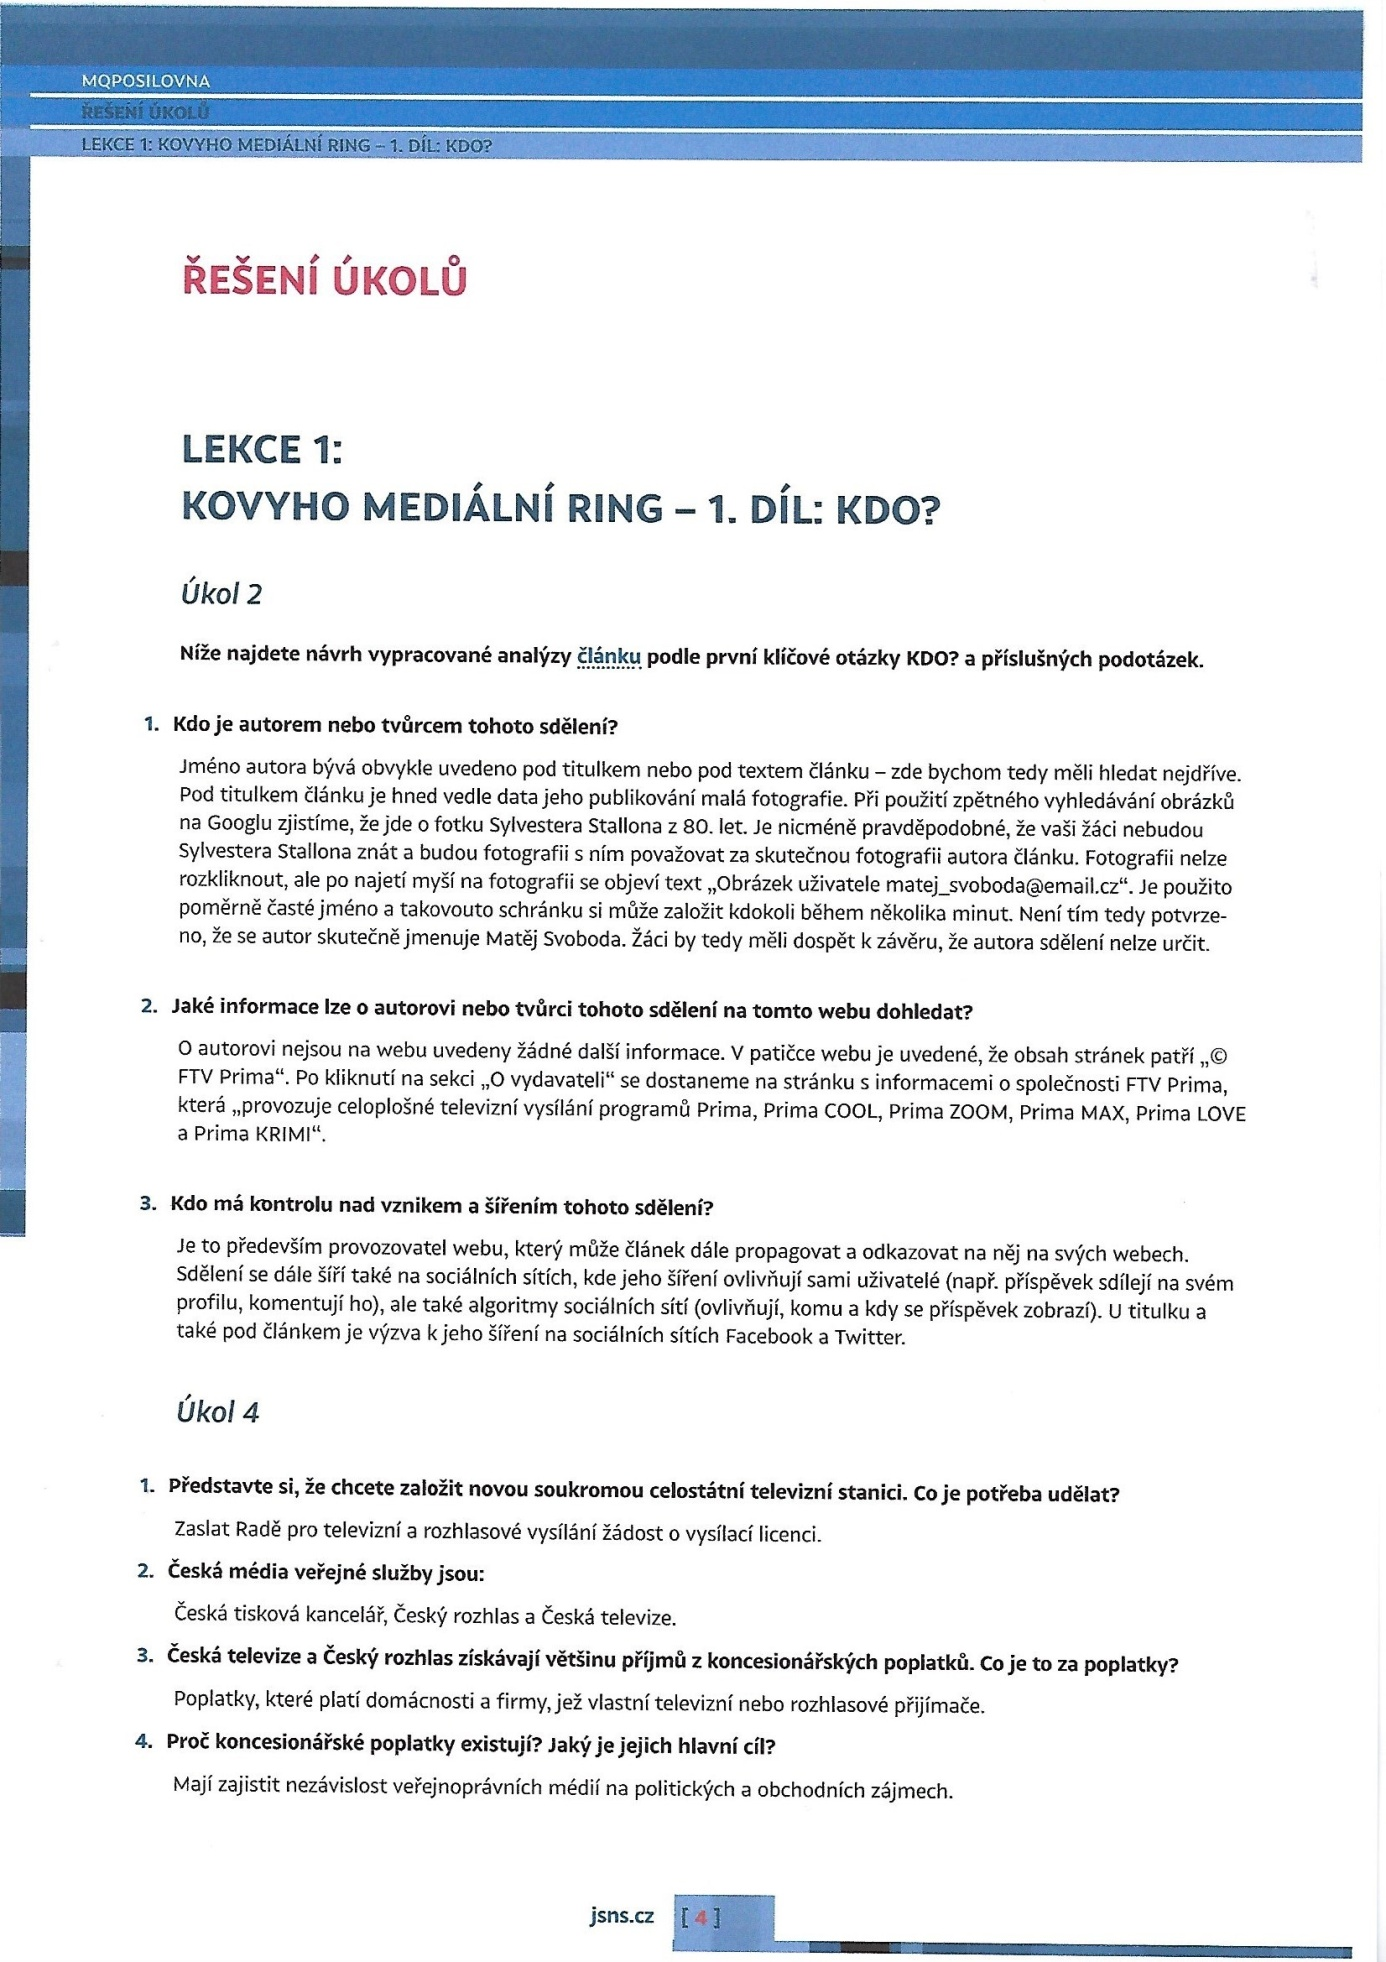 MQPOSILOVNA
ŘEŠENÍ ÚKOLŮ
LEKCE 1: KOVYHO MEDIÁLNÍ RING – 1. DÍL: KDO?
ŘEŠENÍ ÚKOLŮ
LEKCE 1:
KOVYHO MEDIÁLNÍ RING – 1. DÍL: KDO?
Úkol 2
Níže najdete návrh vypracované analýzy článku podle první klíčové otázky KDO? a příslušných podotázek.
1. Kdo je autorem nebo tvůrcem tohoto sdělení?
Jméno autora bývá obvykle uvedeno pod titulkem nebo pod textem článku – zde bychom tedy měli hledat nejdříve.
Pod titulkem článku je hned vedle data jeho publikování malá fotografie. Při použití zpětného vyhledávání obrázků
na Googlu zjistíme, že jde o fotku Sylvestera Stallona z 80. let. Je nicméně pravděpodobné, že vaši žáci nebudou
Sylvestera Stallona znát a budou fotografii s ním považovat za skutečnou fotografii autora článku. Fotografii nelze
rozkliknout, ale po najetí myší na fotografii se objeví text „Obrázek uživatele matej_svoboda@email.cz“. Je použito
poměrně časté jméno a takovouto schránku si může založit kdokoli během několika minut. Není tím tedy potvrze-
no, že se autor skutečně jmenuje Matěj Svoboda. Žáci by tedy měli dospět k závěru, že autora sdělení nelze určit.
2. Jaké informace lze o autorovi nebo tvůrci tohoto sdělení na tomto webu dohledat?
O autorovi nejsou na webu uvedeny žádné další informace. V patičce webu je uvedené, že obsah stránek patří „©
FTV Prima“. Po kliknutí na sekci „O vydavateli“ se dostaneme na stránku s informacemi o společnosti FTV Prima,
která „provozuje celoplošné televizní vysílání programů Prima, Prima COOL, Prima ZOOM, Prima MAX, Prima LOVE
a Prima KRIMI“.
3. Kdo má kontrolu nad vznikem a šířením tohoto sdělení?
Je to především provozovatel webu, který může článek dále propagovat a odkazovat na něj na svých webech.
Sdělení se dále šíří také na sociálních sítích, kde jeho šíření ovlivňují sami uživatelé (např. příspěvek sdílejí na svém
profilu, komentují ho), ale také algoritmy sociálních sítí (ovlivňují, komu a kdy se příspěvek zobrazí). U titulku a
také pod článkem je výzva k jeho šíření na sociálních sítích Facebook a Twitter.
Úkol 4
1. Představte si, že chcete založit novou soukromou celostátní televizní stanici. Co je potřeba udělat?
Zaslat Radě pro televizní a rozhlasové vysílání žádost o vysílací licenci.
2. Česká média veřejné služby jsou:
Česká tisková kancelář, Český rozhlas a Česká televize.
3. Česká televize a Český rozhlas získávají většinu příjmů z koncesionářských poplatků. Co je to za poplatky?
Poplatky, které platí domácnosti a firmy, jež vlastní televizní nebo rozhlasové přijímače.
4. Proč koncesionářské poplatky existují? Jaký je jejich hlavní cíl?
Mají zajistit nezávislost veřejnoprávních médií na politických a obchodních zájmech.
jsns.cz [ 4 ]